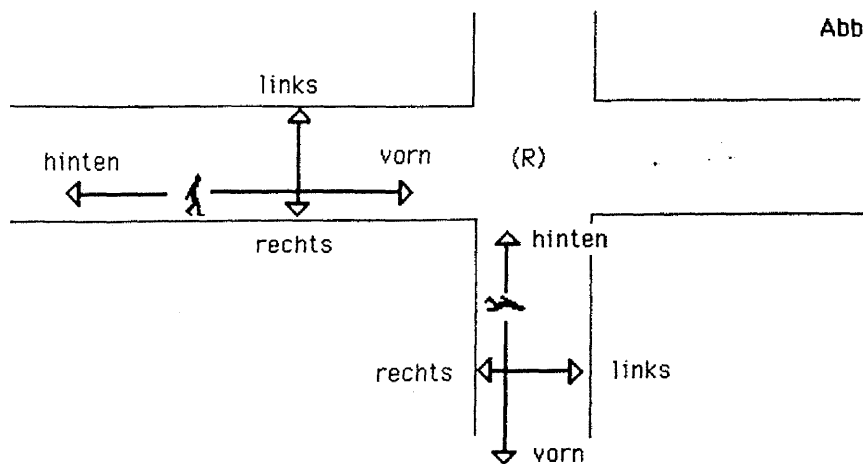 Abb
links
hinten
vorn
(R)
rechts
hinten
rechts
links
vorn